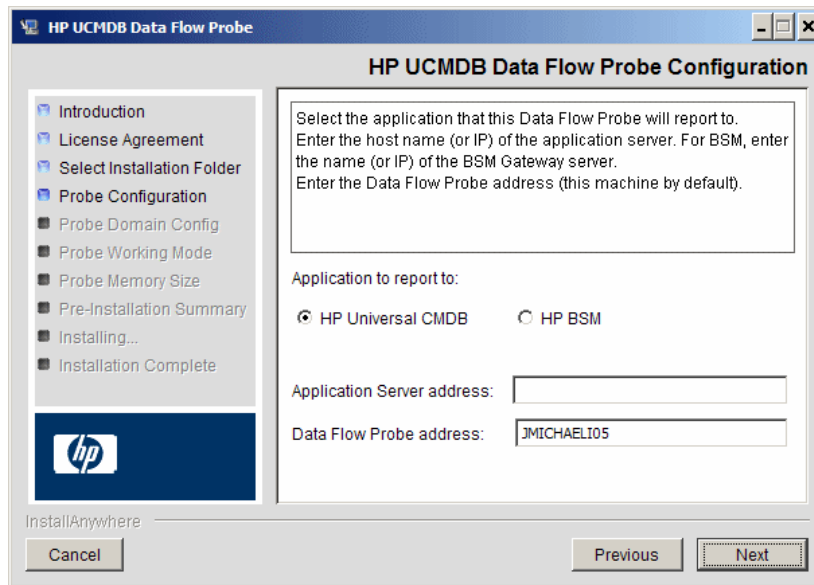 HP UCMDB Data Flow Probe
HP UCMDB Data Flow Probe Configuration
Introduction
License Agreement
Select Installation Folder
Probe Configuration
Probe Domain Config
Probe Working Mode
Probe Memory Size
Pre-Installation Summary
Installing...
Installation Complete
hp
Select the application that this Data Flow Probe will report to.
Enter the host name (or IP) of the application server. For BSM, enter
the name (or IP) of the BSM Gateway server.
Enter the Data Flow Probe address (this machine by default).
Application to report to:
HP Universal CMDB HP BSM
Application Server address:
Data Flow Probe address: JMICHAELI05
InstallAnywhere
Cancel Previous Next